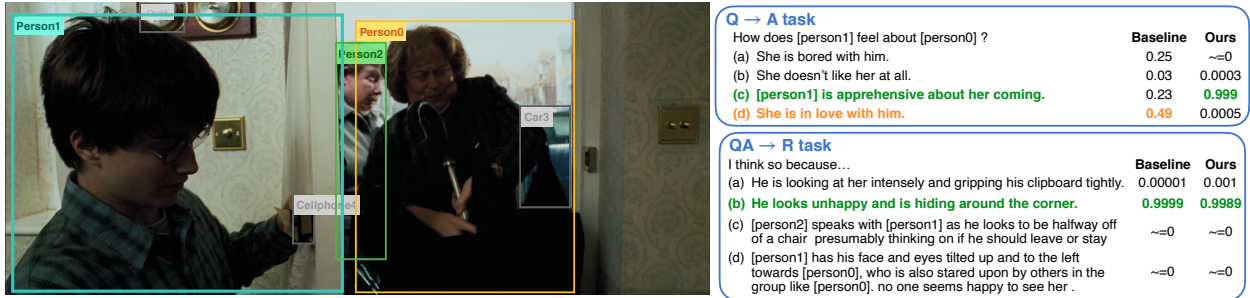 Person1
Person0
Person2
Car3
Cellphone4
Q → A task
How does [person1] feel about [person0] ? Baseline Ours
(a) She is bored with him. 0.25 ~=0
(b) She doesn't like her at all. 0.03 0.0003
(c) [person1] is apprehensive about her coming. 0.23 0.999
(d) She is in love with him. 0.49 0.0005
QA → R task
I think so because… Baseline Ours
(a) He is looking at her intensely and gripping his clipboard tightly. 0.00001 0.001
(b) He looks unhappy and is hiding around the corner. 0.9999 0.9989
(c) [person2] speaks with [person1] as he looks to be halfway off
of a chair presumably thinking on if he should leave or stay ~=0 ~=0
(d) [person1] has his face and eyes tilted up and to the left
towards [person0], who is also stared upon by others in the ~=0 ~=0
group like [person0]. no one seems happy to see her .